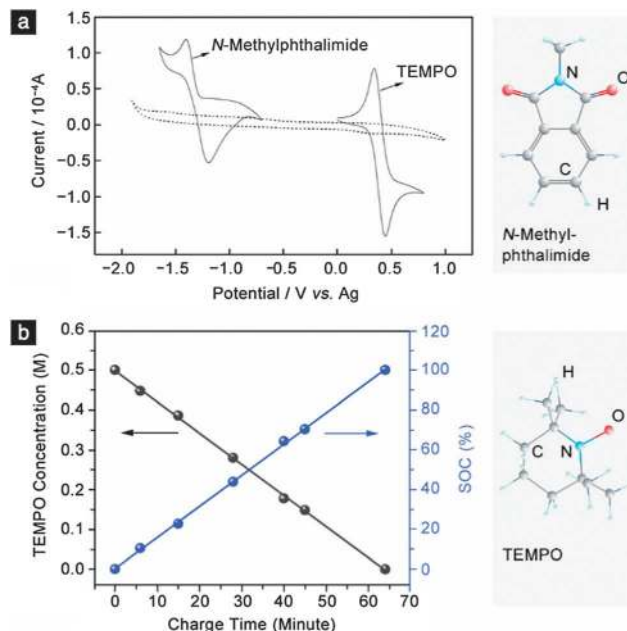 a
1.5
1.0
0.5
0.0
−0.5
−1.0
−1.5
Current / 10⁻⁴A
N-Methylphthalimide
TEMPO
−2.0 −1.5 −1.0 −0.5 0.0 0.5 1.0
Potential / V vs. Ag
N
O
C
H
N-Methyl-
phthalimide
b
0.6
0.5
0.4
0.3
0.2
0.1
0.0
TEMPO Concentration (M)
120
100
80
60
40
20
0
SOC (%)
0 10 20 30 40 50 60 70
Charge Time (Minute)
H
O
C
N
TEMPO